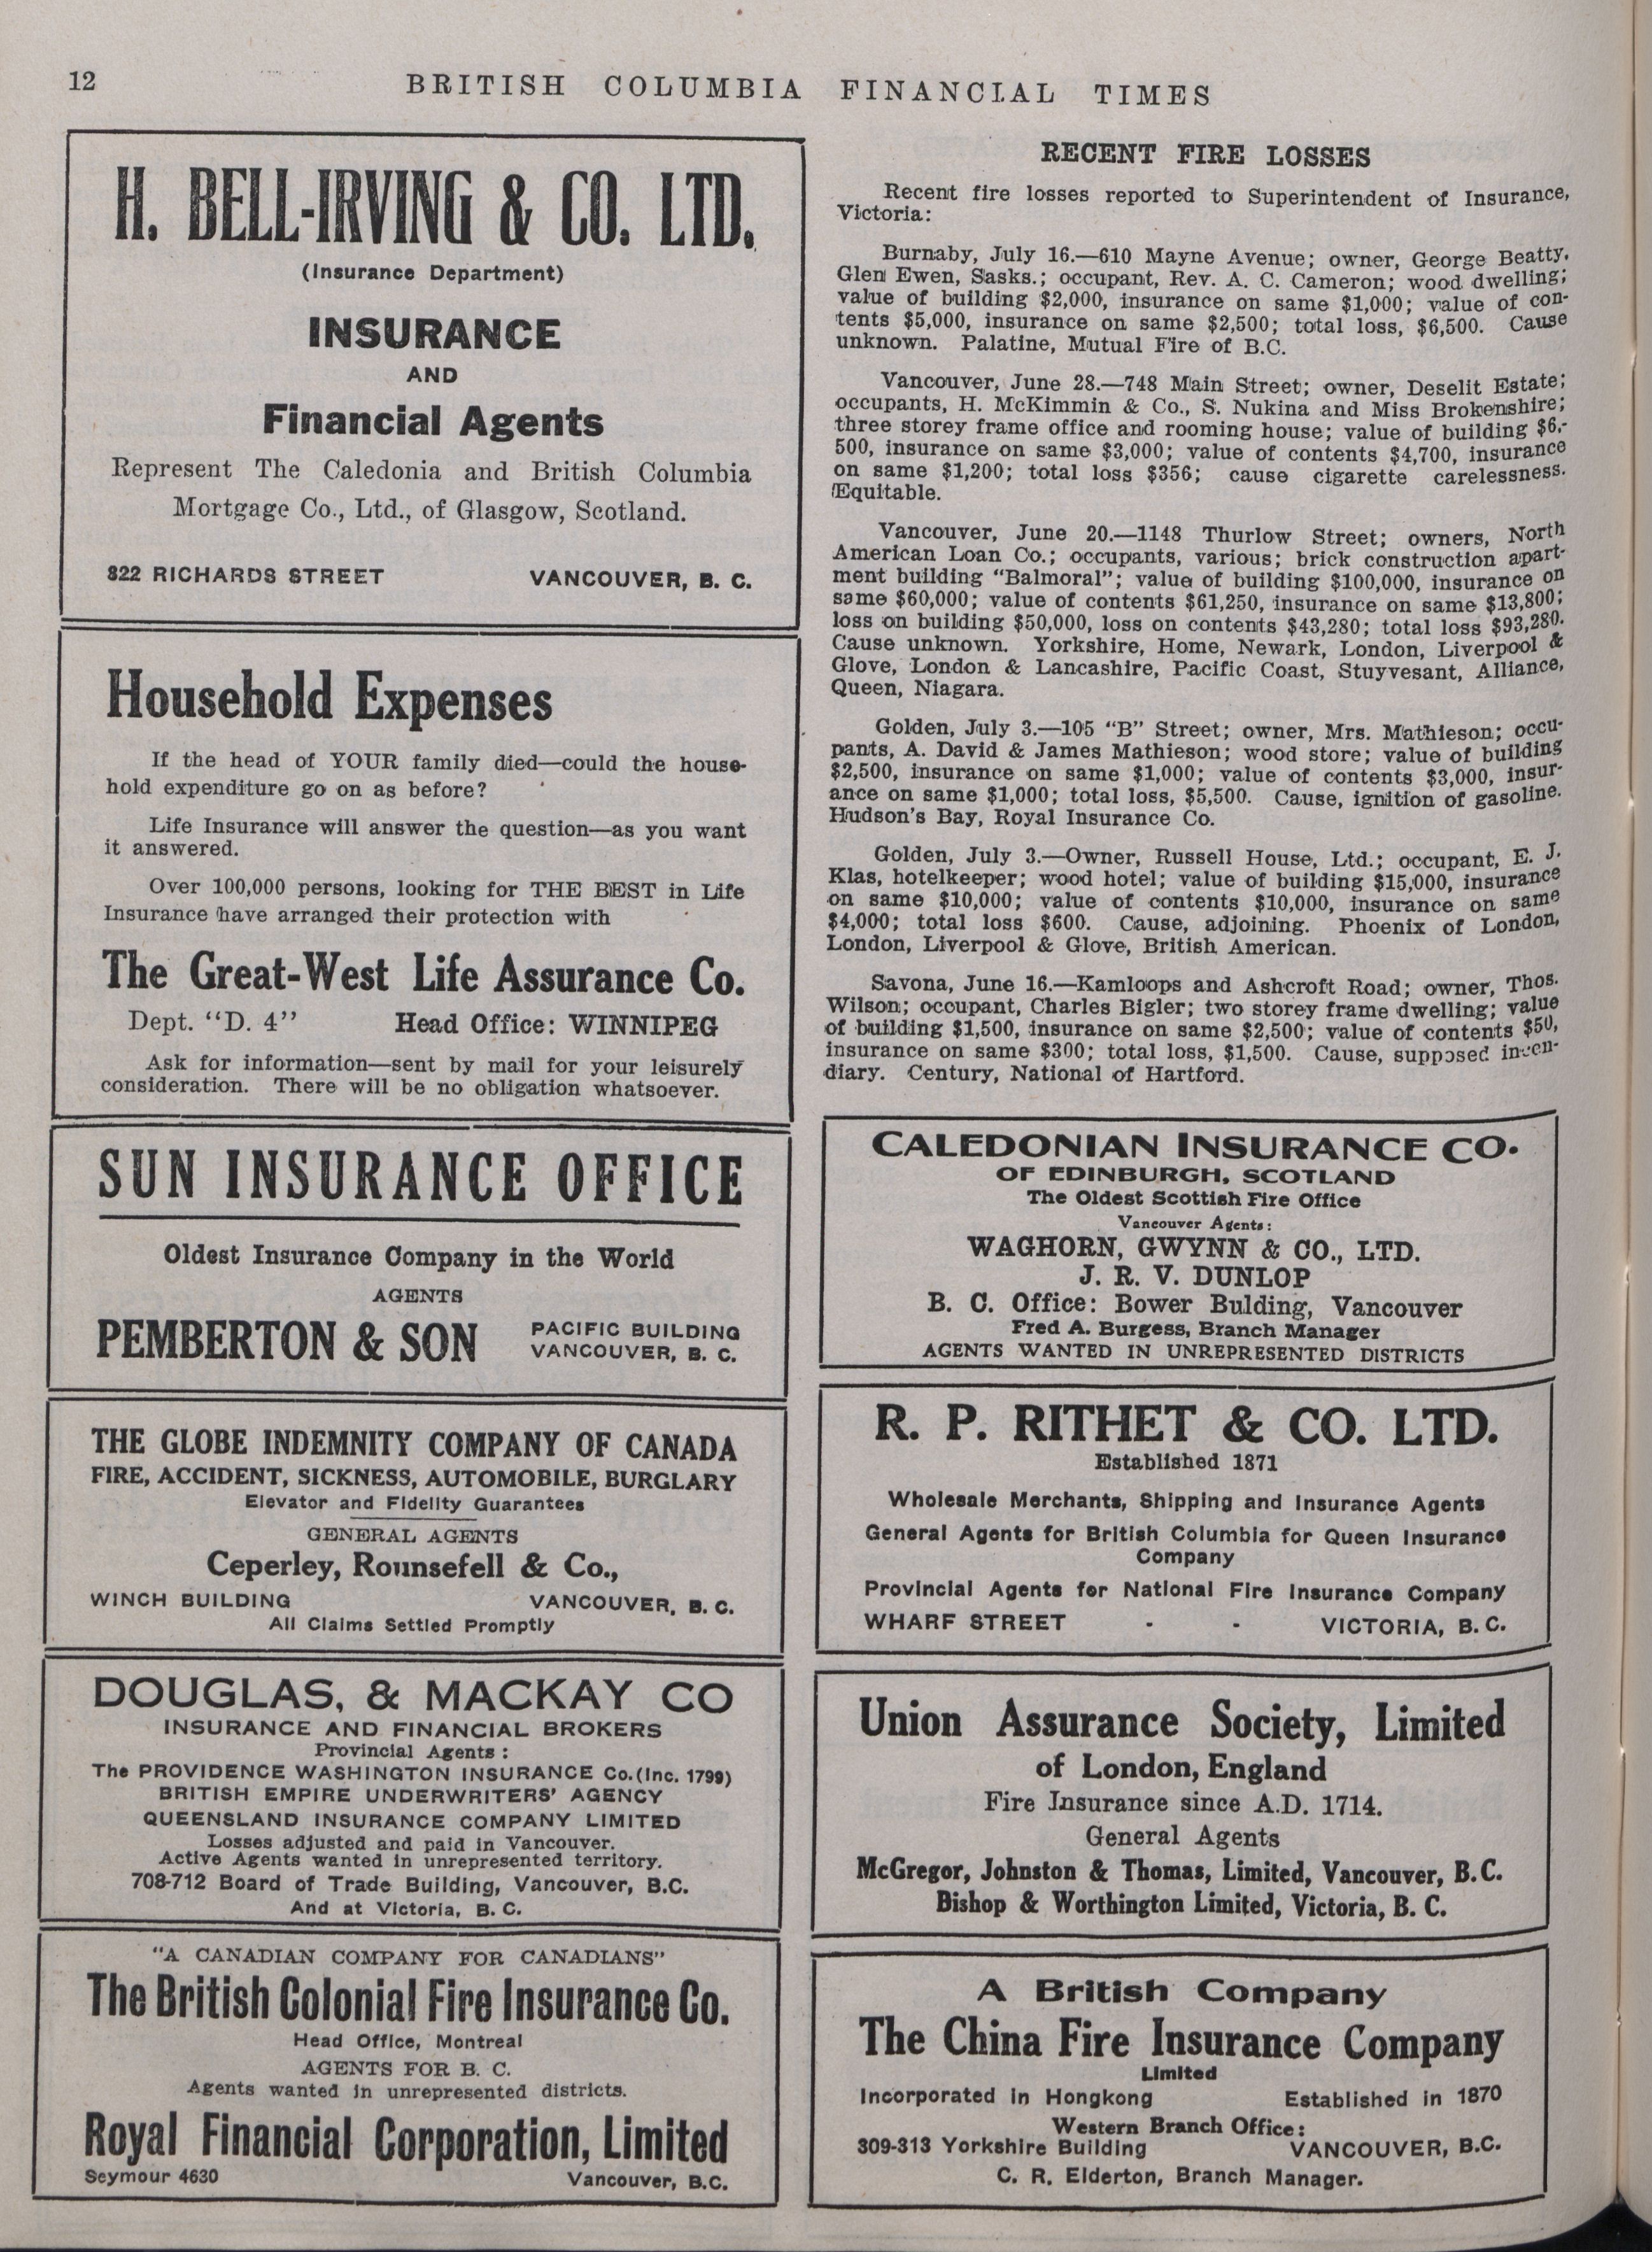 12
BRITISH COLUMBIA FINANCIAL TIMES
H. BELL-IRVING & CO. LTD.
(Insurance Department)
INSURANCE
AND
Financial Agents
Represent The Caledonia and British Columbia
Mortgage Co., Ltd., of Glasgow, Scotland.
822 RICHARDS STREET VANCOUVER, B. C.
Household Expenses
If the head of YOUR family died—could the house-
hold expenditure go on as before?
Life Insurance will answer the question—as you want
it answered.
Over 100,000 persons, looking for THE BEST in Life
Insurance have arranged their protection with
The Great-West Life Assurance Co.
Dept. "D. 4" Head Office: WINNIPEG
Ask for information—sent by mail for your leisurely
consideration. There will be no obligation whatsoever.
SUN INSURANCE OFFICE
Oldest Insurance Company in the World
AGENTS
PEMBERTON & SON PACIFIC BUILDING
VANCOUVER, B. C.
THE GLOBE INDEMNITY COMPANY OF CANADA
FIRE, ACCIDENT, SICKNESS, AUTOMOBILE, BURGLARY
Elevator and Fidelity Guarantees
GENERAL AGENTS
Ceperley, Rounsefell & Co.,
WINCH BUILDING VANCOUVER, B. C.
All Claims Settled Promptly
DOUGLAS, & MACKAY CO
INSURANCE AND FINANCIAL BROKERS
Provincial Agents:
The PROVIDENCE WASHINGTON INSURANCE Co.(Inc. 1799)
BRITISH EMPIRE UNDERWRITERS' AGENCY
QUEENSLAND INSURANCE COMPANY LIMITED
Losses adjusted and paid in Vancouver.
Active Agents wanted in unrepresented territory.
708-712 Board of Trade Building, Vancouver, B.C.
And at Victoria, B. C.
"A CANADIAN COMPANY FOR CANADIANS"
The British Colonial Fire Insurance Co.
Head Office, Montreal
AGENTS FOR B. C.
Agents wanted in unrepresented districts.
Royal Financial Corporation, Limited
Seymour 4630 Vancouver, B.C.
RECENT FIRE LOSSES
Recent fire losses reported to Superintendent of Insurance,
Victoria:
Burnaby, July 16.—610 Mayne Avenue; owner, George Beatty,
Glen Ewen, Sasks.; occupant, Rev. A. C. Cameron; wood dwelling;
value of building $2,000, insurance on same $1,000; value of con-
tents $5,000, insurance on same $2,500; total loss, $6,500. Cause
unknown. Palatine, Mutual Fire of B.C.
Vancouver, June 28.—748 Main Street; owner, Deselit Estate;
occupants, H. McKimmin & Co., S. Nukina and Miss Brokenshire;
three storey frame office and rooming house; value of building $6,-
500, insurance on same $3,000; value of contents $4,700, insurance
on same $1,200; total loss $356; cause cigarette carelessness.
Equitable.
Vancouver, June 20.—1148 Thurlow Street; owners, North
American Loan Co.; occupants, various; brick construction apart-
ment building "Balmoral"; value of building $100,000, insurance on
same $60,000; value of contents $61,250, insurance on same $13,800;
loss on building $50,000, loss on contents $43,280; total loss $93,280.
Cause unknown. Yorkshire, Home, Newark, London, Liverpool &
Glove, London & Lancashire, Pacific Coast, Stuyvesant, Alliance,
Queen, Niagara.
Golden, July 3.—105 "B" Street; owner, Mrs. Mathieson; occu-
pants, A. David & James Mathieson; wood store; value of building
$2,500, insurance on same $1,000; value of contents $3,000, insur-
ance on same $1,000; total loss, $5,500. Cause, ignition of gasoline.
Hudson's Bay, Royal Insurance Co.
Golden, July 3.—Owner, Russell House, Ltd.; occupant, E. J.
Klas, hotelkeeper; wood hotel; value of building $15,000, insurance
on same $10,000; value of contents $10,000, insurance on same
$4,000; total loss $600. Cause, adjoining. Phoenix of London,
London, Liverpool & Glove, British American.
Savona, June 16.—Kamloops and Ashcroft Road; owner, Thos.
Wilson; occupant, Charles Bigler; two storey frame dwelling; value
of building $1,500, insurance on same $2,500; value of contents $50,
insurance on same $300; total loss, $1,500. Cause, supposed incen-
diary. Century, National of Hartford.
CALEDONIAN INSURANCE CO.
OF EDINBURGH, SCOTLAND
The Oldest Scottish Fire Office
Vancouver Agents:
WAGHORN, GWYNN & CO., LTD.
J. R. V. DUNLOP
B. C. Office: Bower Bulding, Vancouver
Fred A. Burgess, Branch Manager
AGENTS WANTED IN UNREPRESENTED DISTRICTS
R. P. RITHET & CO. LTD.
Established 1871
Wholesale Merchants, Shipping and Insurance Agents
General Agents for British Columbia for Queen Insurance
Company
Provincial Agents for National Fire Insurance Company
WHARF STREET - - VICTORIA, B. C.
Union Assurance Society, Limited
of London, England
Fire Insurance since A.D. 1714.
General Agents
McGregor, Johnston & Thomas, Limited, Vancouver, B.C.
Bishop & Worthington Limited, Victoria, B. C.
A British Company
The China Fire Insurance Company
Limited
Incorporated in Hongkong Established in 1870
Western Branch Office:
309-313 Yorkshire Building VANCOUVER, B.C.
C. R. Elderton, Branch Manager.